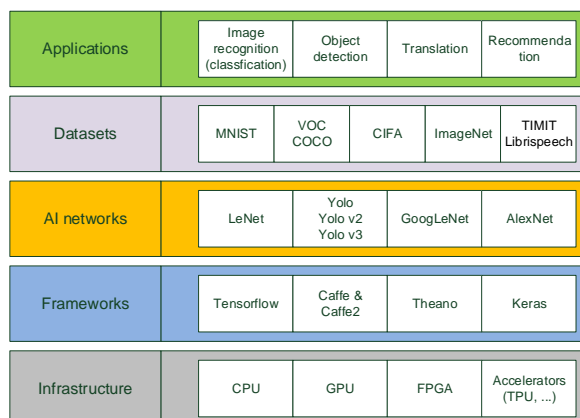 Applications
Image
recognition
(classfication)
Object
detection
Translation
Recommenda
tion
Datasets
MNIST
VOC
COCO
CIFA
ImageNet
TIMIT
Librispeech
AI networks
LeNet
Yolo
Yolo v2
Yolo v3
GoogLeNet
AlexNet
Frameworks
Tensorflow
Caffe &
Caffe2
Theano
Keras
Infrastructure
CPU
GPU
FPGA
Accelerators
(TPU, ...)